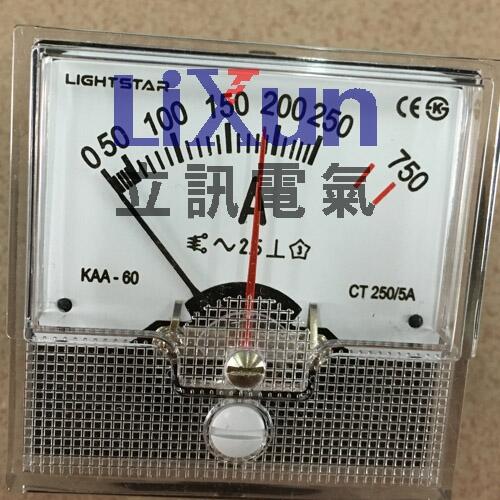 LIGHTSTAR
LiXun
0 50 100 150 200 250 750
CE K
立訊電氣
A
~ 2.5 ⊥ 3
KAA-60
CT 250/5A